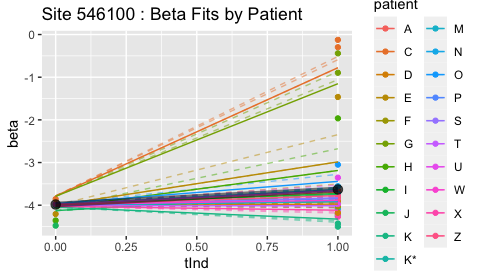 Site 546100 : Beta Fits by Patient
beta
0
-1
-2
-3
-4
0.00
0.25
0.50
0.75
1.00
tInd
patient
A
C
D
E
F
G
H
I
J
K
K*
M
N
O
P
S
T
U
W
X
Z